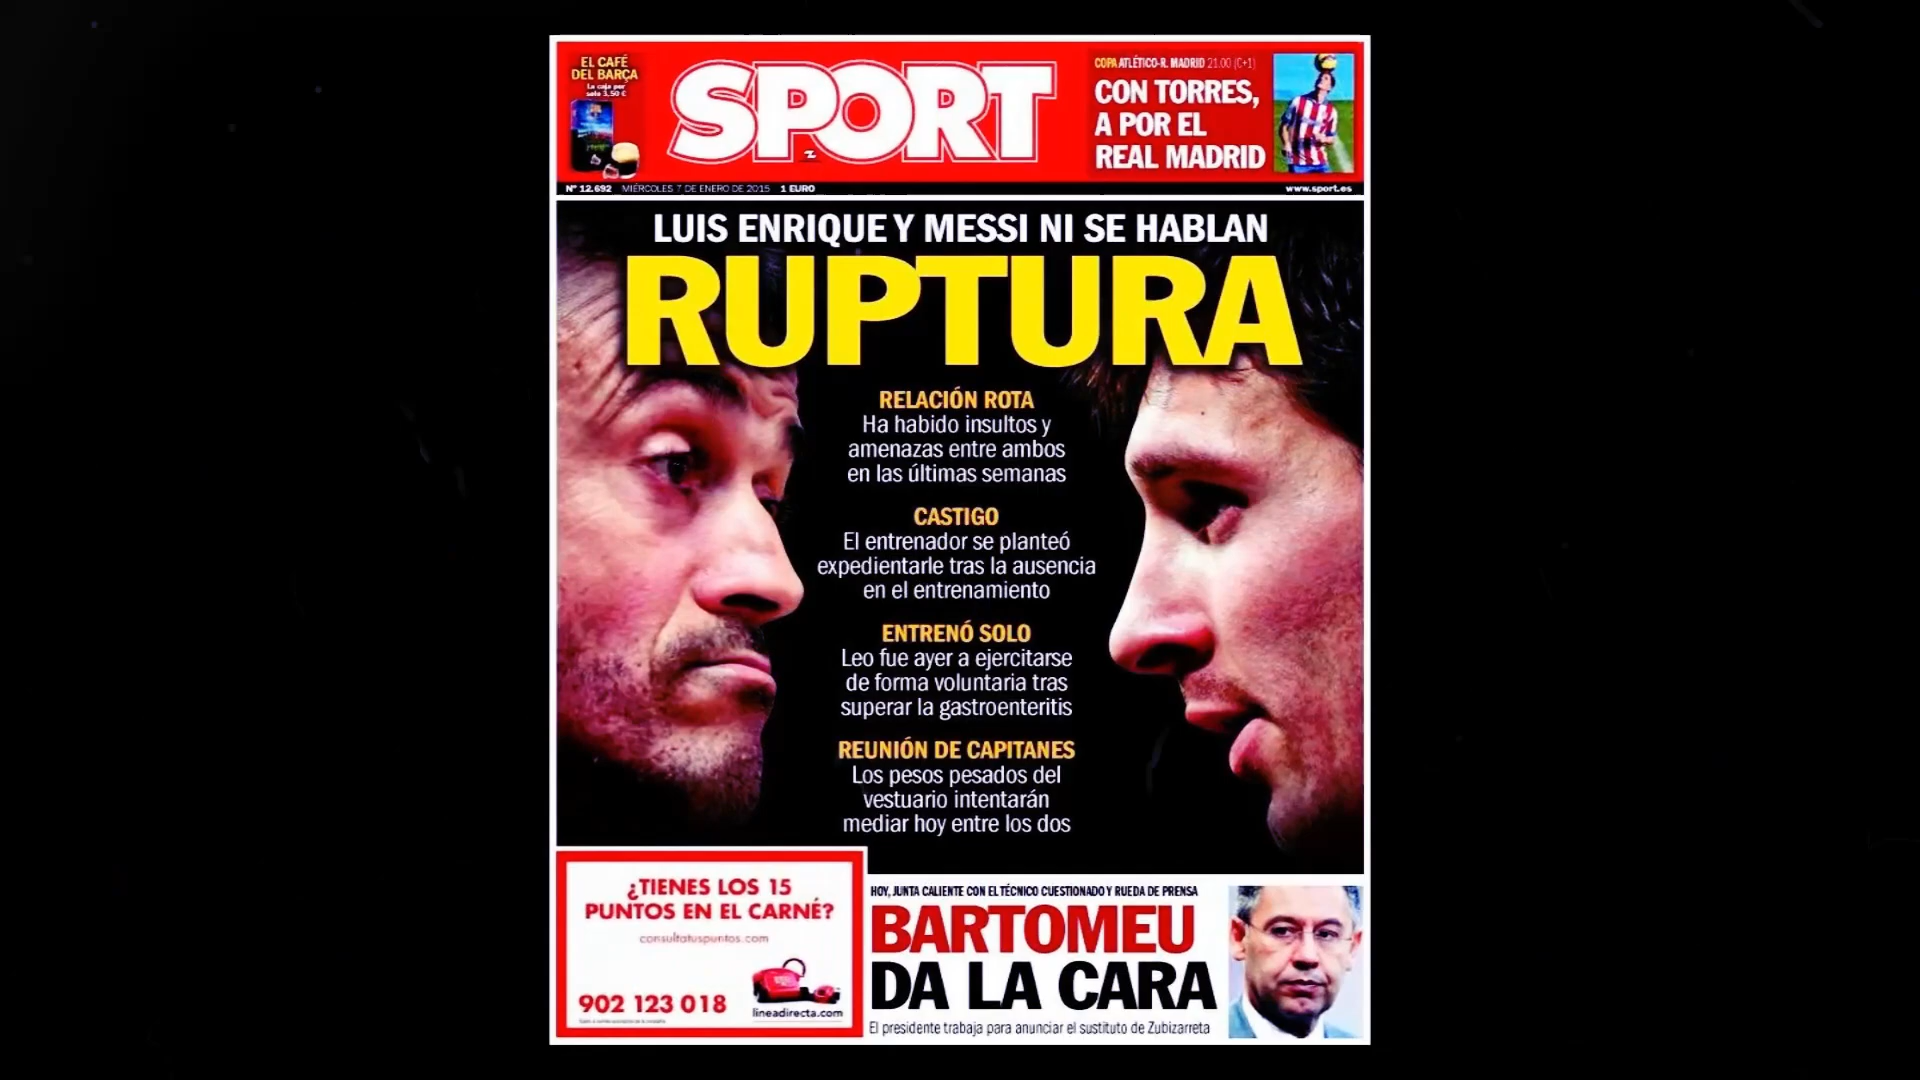 EL CAFÉ
DEL BARÇA
La caja por
solo 3,50 €
SPORT
COPA ATLÉTICO-R. MADRID 21.00 (C+1)
CON TORRES,
A POR EL
REAL MADRID
Nº 12.692 MIÉRCOLES 7 DE ENERO DE 2015 1 EURO
www.sport.es
LUIS ENRIQUE Y MESSI NI SE HABLAN
RUPTURA
RELACIÓN ROTA
Ha habido insultos y
amenazas entre ambos
en las últimas semanas
CASTIGO
El entrenador se planteó
expedientarle tras la ausencia
en el entrenamiento
ENTRENÓ SOLO
Leo fue ayer a ejercitarse
de forma voluntaria tras
superar la gastroenteritis
REUNIÓN DE CAPITANES
Los pesos pesados del
vestuario intentarán
mediar hoy entre los dos
¿TIENES LOS 15
PUNTOS EN EL CARNÉ?
consultatuspuntos.com
902 123 018
lineadirecta.com
HOY, JUNTA CALIENTE CON EL TÉCNICO CUESTIONADO Y RUEDA DE PRENSA
BARTOMEU
DA LA CARA
El presidente trabaja para anunciar el sustituto de Zubizarreta